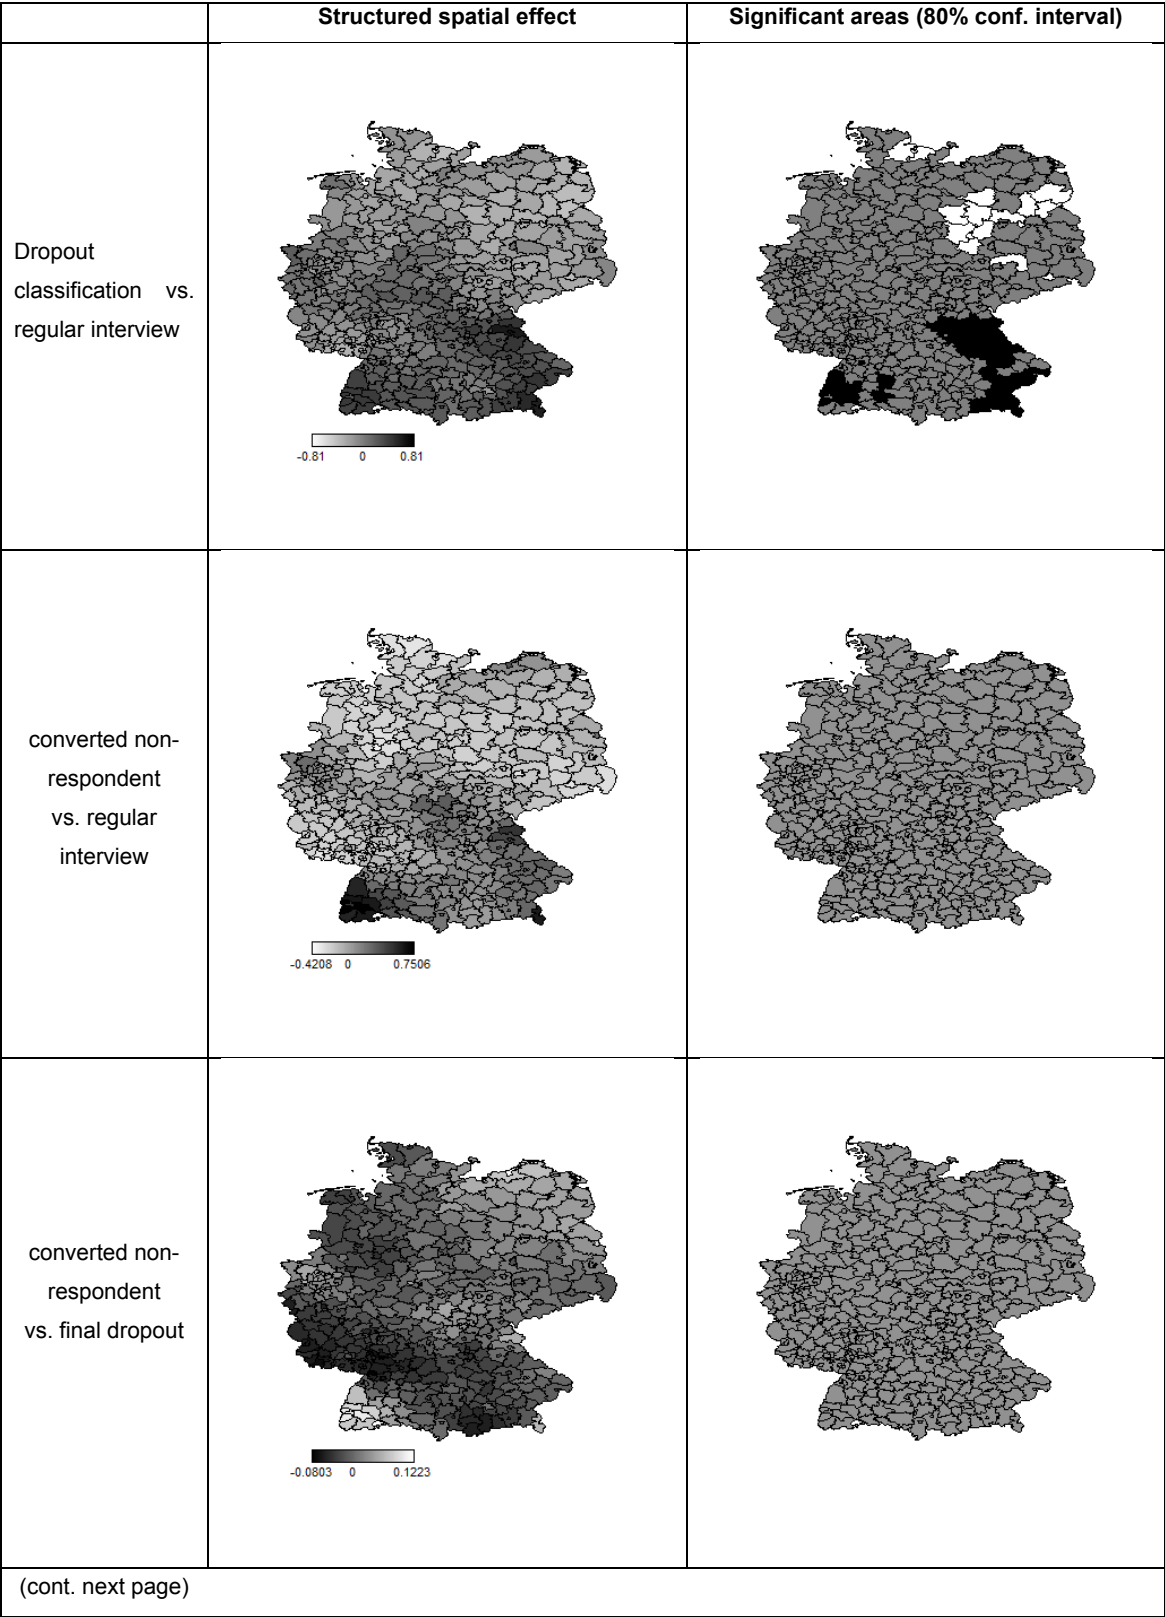 Structured spatial effect
Significant areas (80% conf. interval)
Dropout
classification vs.
regular interview
-0.81 0 0.81
converted non-
respondent
vs. regular
interview
-0.4208 0 0.7506
converted non-
respondent
vs. final dropout
-0.0803 0 0.1223
(cont. next page)